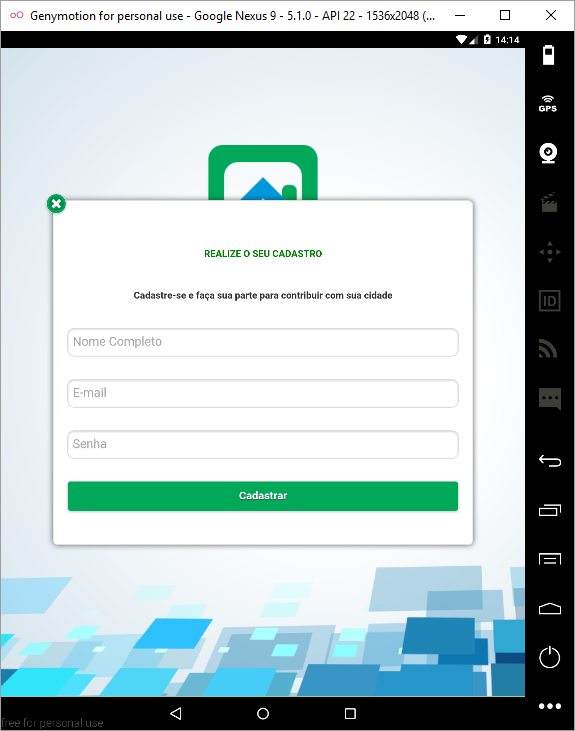 Genymotion for personal use - Google Nexus 9 - 5.1.0 - API 22 - 1536x2048 (...
14:14
GPS
REALIZE O SEU CADASTRO
Cadastre-se e faça sua parte para contribuir com sua cidade
Nome Completo
E-mail
ID
Senha
Cadastrar
free for personal use